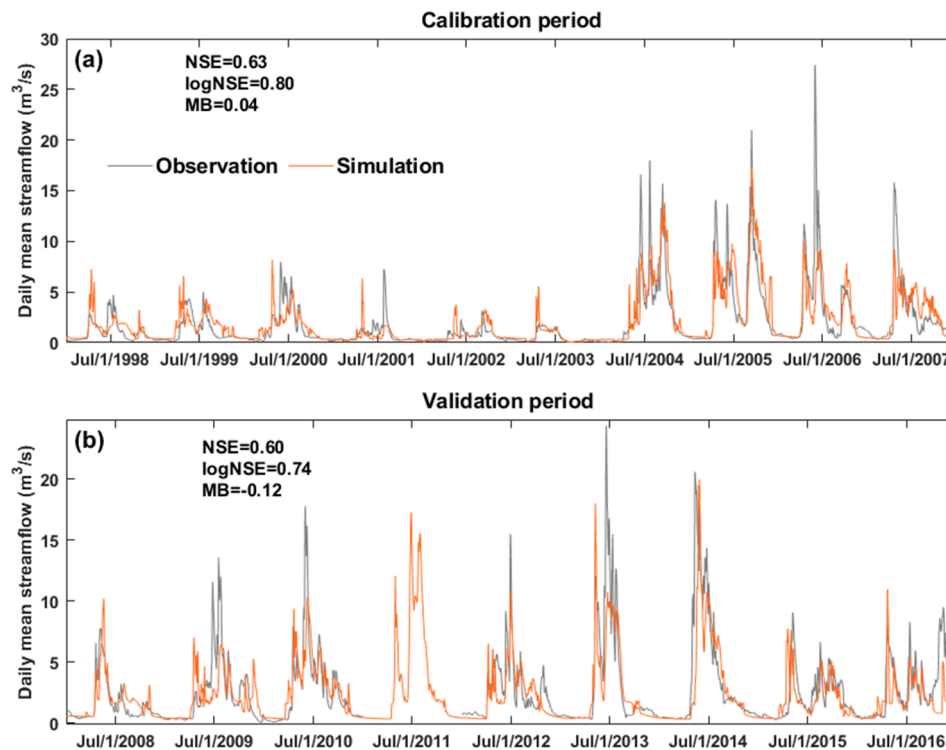 Calibration period
30
25
20
15
10
5
0
Daily mean streamflow (m³/s)
(a)
NSE=0.63
logNSE=0.80
MB=0.04
Observation
Simulation
Jul/1/1998 Jul/1/1999 Jul/1/2000 Jul/1/2001 Jul/1/2002 Jul/1/2003 Jul/1/2004 Jul/1/2005 Jul/1/2006 Jul/1/2007
Validation period
20
15
10
5
0
Daily mean streamflow (m³/s)
(b)
NSE=0.60
logNSE=0.74
MB=-0.12
Jul/1/2008 Jul/1/2009 Jul/1/2010 Jul/1/2011 Jul/1/2012 Jul/1/2013 Jul/1/2014 Jul/1/2015 Jul/1/2016